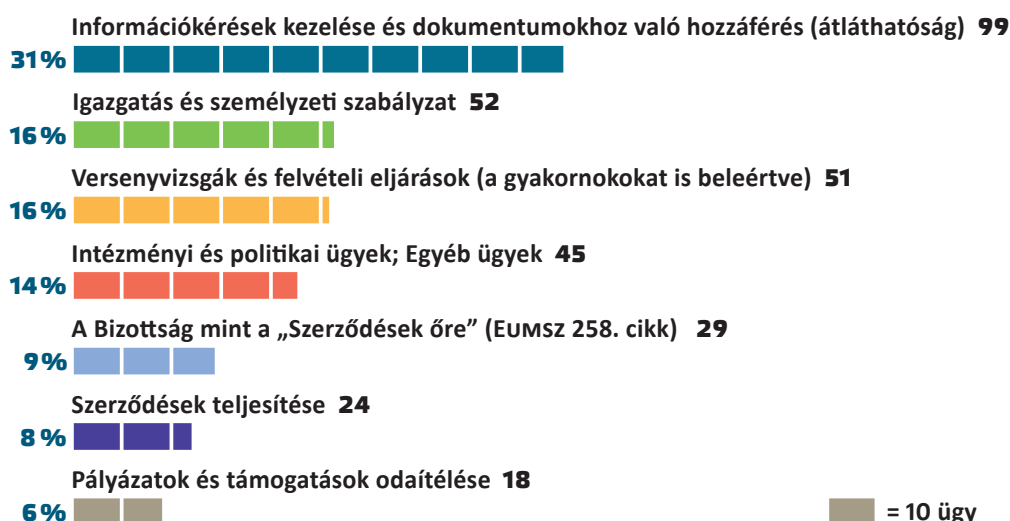 Információkérések kezelése és dokumentumokhoz való hozzáférés (átláthatóság) 99
31%
Igazgatás és személyzeti szabályzat 52
16%
Versenyvizsgák és felvételi eljárások (a gyakornokokat is beleértve) 51
16%
Intézményi és politikai ügyek; Egyéb ügyek 45
14%
A Bizottság mint a „Szerződések őre” (EUMSZ 258. cikk) 29
9%
Szerződések teljesítése 24
8%
Pályázatok és támogatások odaítélése 18
6%
= 10 ügy